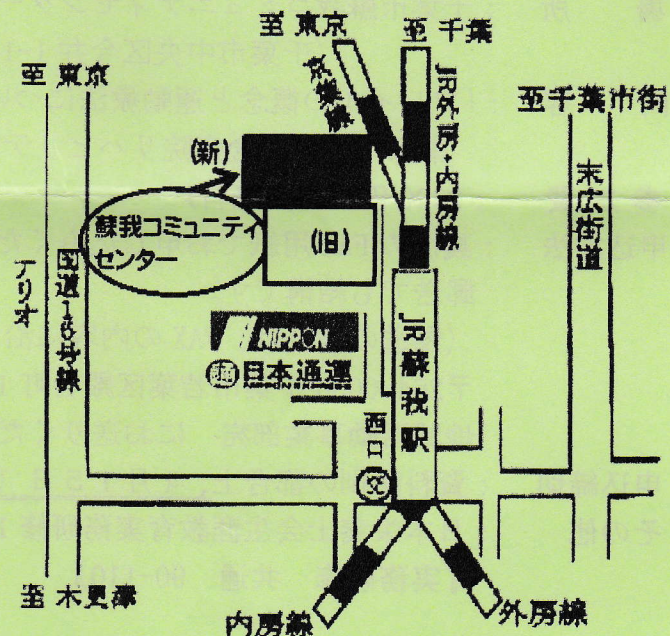 至 東京
至 千葉
至 東京
京葉線
JR外房・内房線
至千葉市街
(新)
末広街道
蘇我コミュニティ
センター
(旧)
国道16号線
アリオ
NIPPON
通 日本通運
JR蘇我駅
西口
交
至 木更津
内房線
外房線